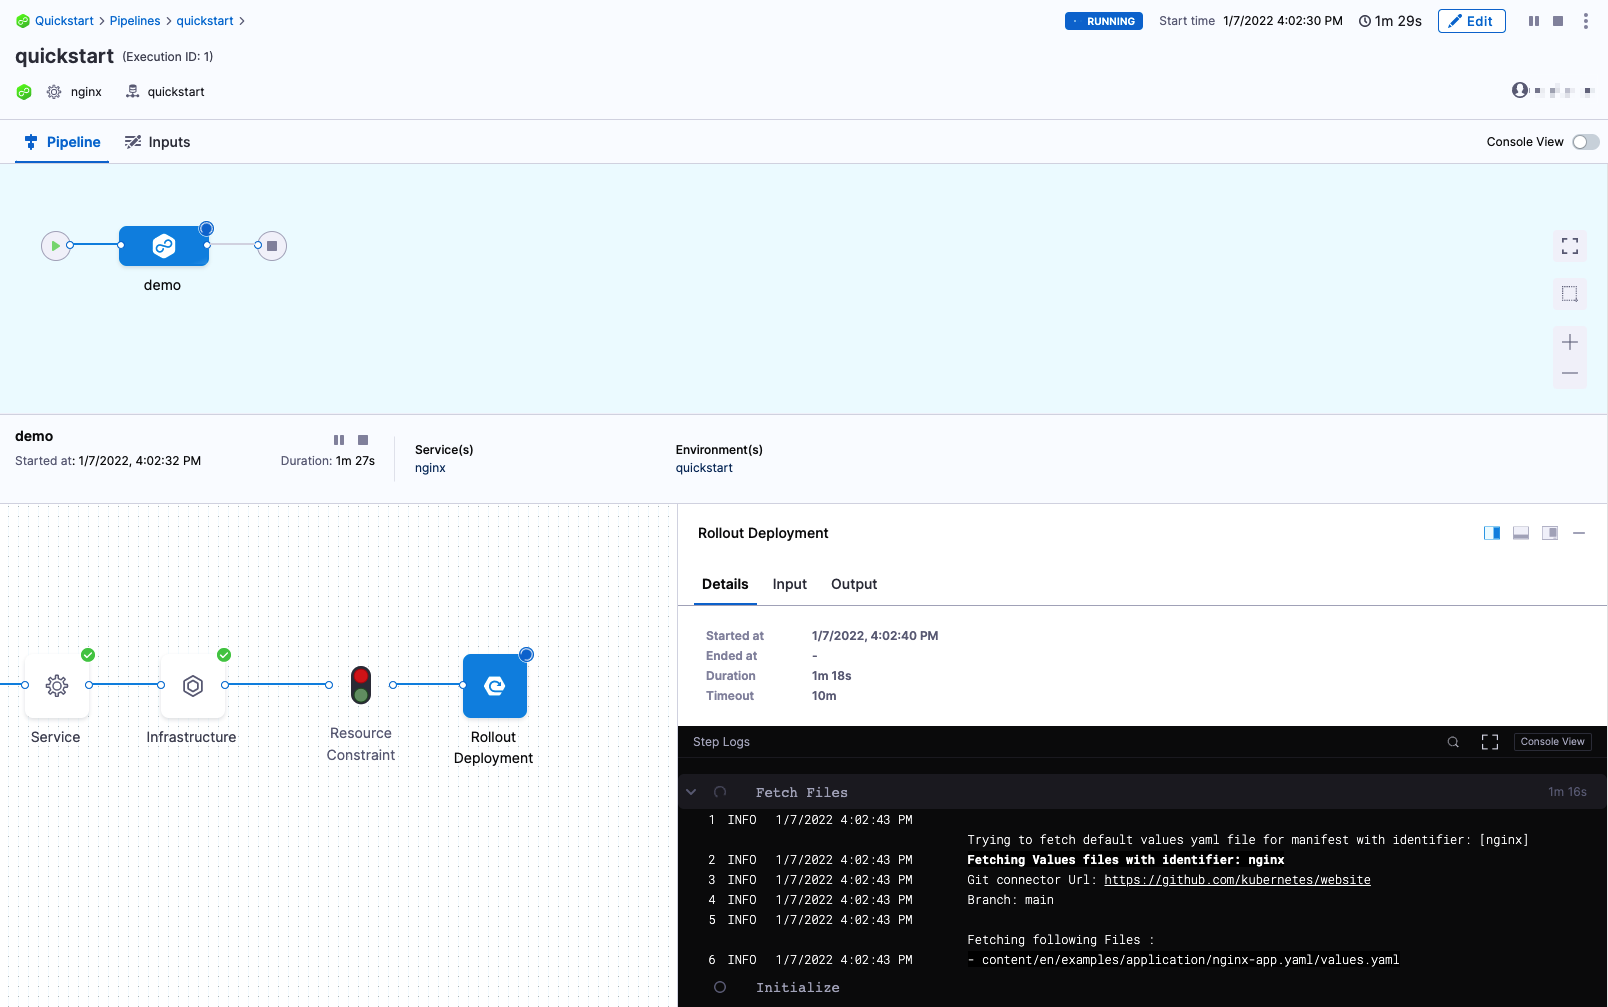 Quickstart > Pipelines > quickstart >
RUNNING Start time 1/7/2022 4:02:30 PM 1m 29s Edit
quickstart (Execution ID: 1)
nginx quickstart
Pipeline Inputs Console View
demo
demo
Started at: 1/7/2022, 4:02:32 PM Duration: 1m 27s
Service(s)
nginx
Environment(s)
quickstart
Service
Infrastructure
Resource
Constraint
Rollout
Deployment
Rollout Deployment
Details Input Output
Started at 1/7/2022, 4:02:40 PM
Ended at -
Duration 1m 18s
Timeout 10m
Step Logs Console View
Fetch Files 1m 16s
1 INFO 1/7/2022 4:02:43 PM
Trying to fetch default values yaml file for manifest with identifier: [nginx]
2 INFO 1/7/2022 4:02:43 PM Fetching Values files with identifier: nginx
3 INFO 1/7/2022 4:02:43 PM Git connector Url: https://github.com/kubernetes/website
4 INFO 1/7/2022 4:02:43 PM Branch: main
5 INFO 1/7/2022 4:02:43 PM
Fetching following Files :
6 INFO 1/7/2022 4:02:43 PM - content/en/examples/application/nginx-app.yaml/values.yaml
Initialize